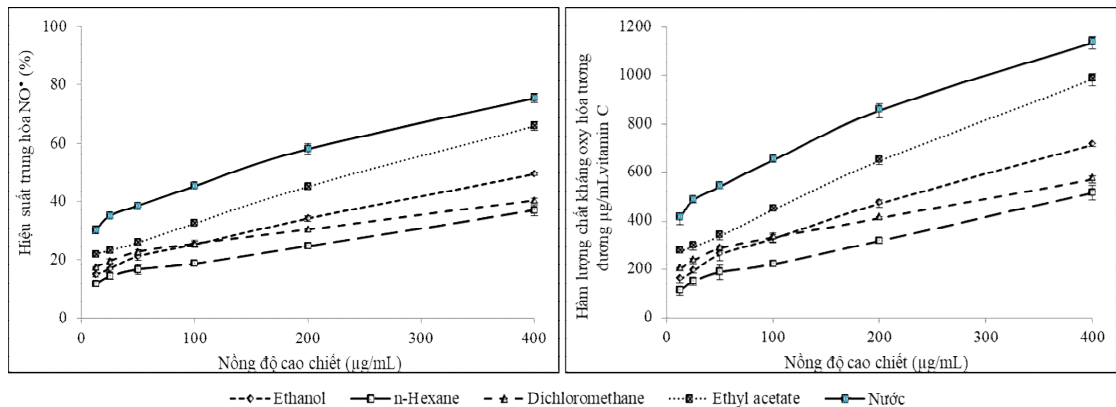 Hiệu suất trung hòa NO• (%)
100
80
60
40
20
0
0 100 200 300 400
Nồng độ cao chiết (µg/mL)
Hàm lượng chất kháng oxy hóa tương
đương µg/mLvitamin C
1200
1000
800
600
400
200
0
0 100 200 300 400
Nồng độ cao chiết (µg/mL)
Ethanol n-Hexane Dichloromethane Ethyl acetate Nước